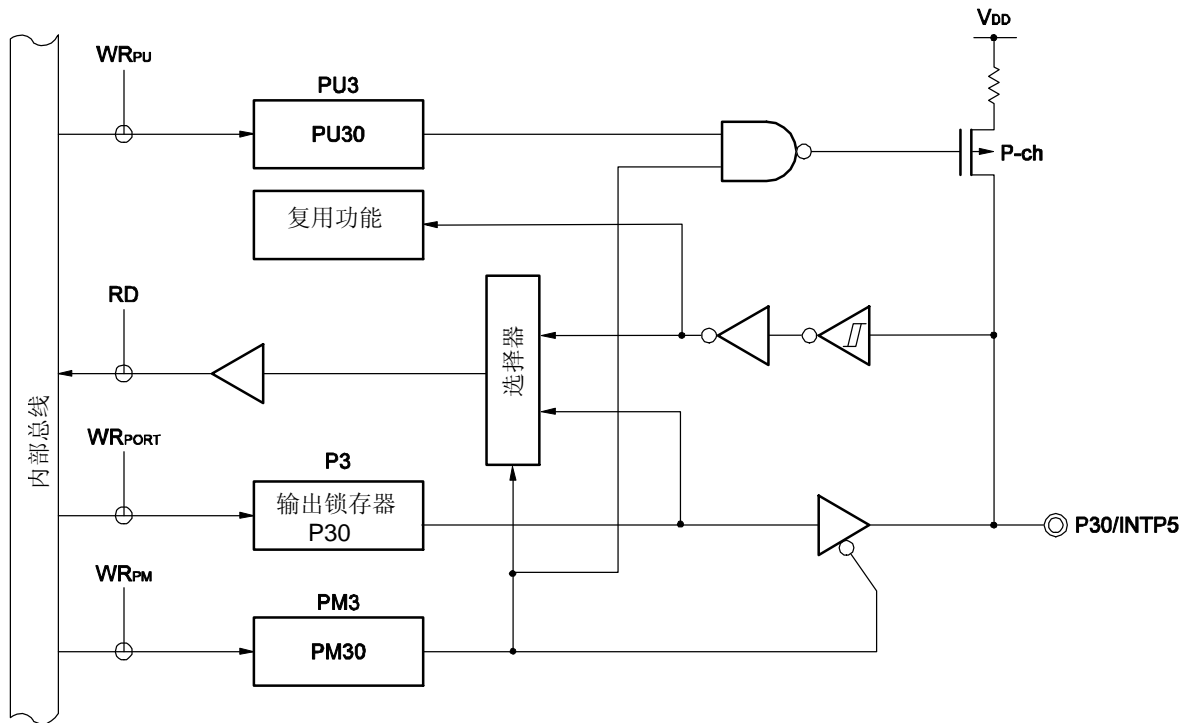 VDD
WRPU
PU3
PU30
P-ch
复用功能
RD
选择器
内部总线
WRPORT
P3
输出锁存器
P30
P30/INTP5
WRPM
PM3
PM30